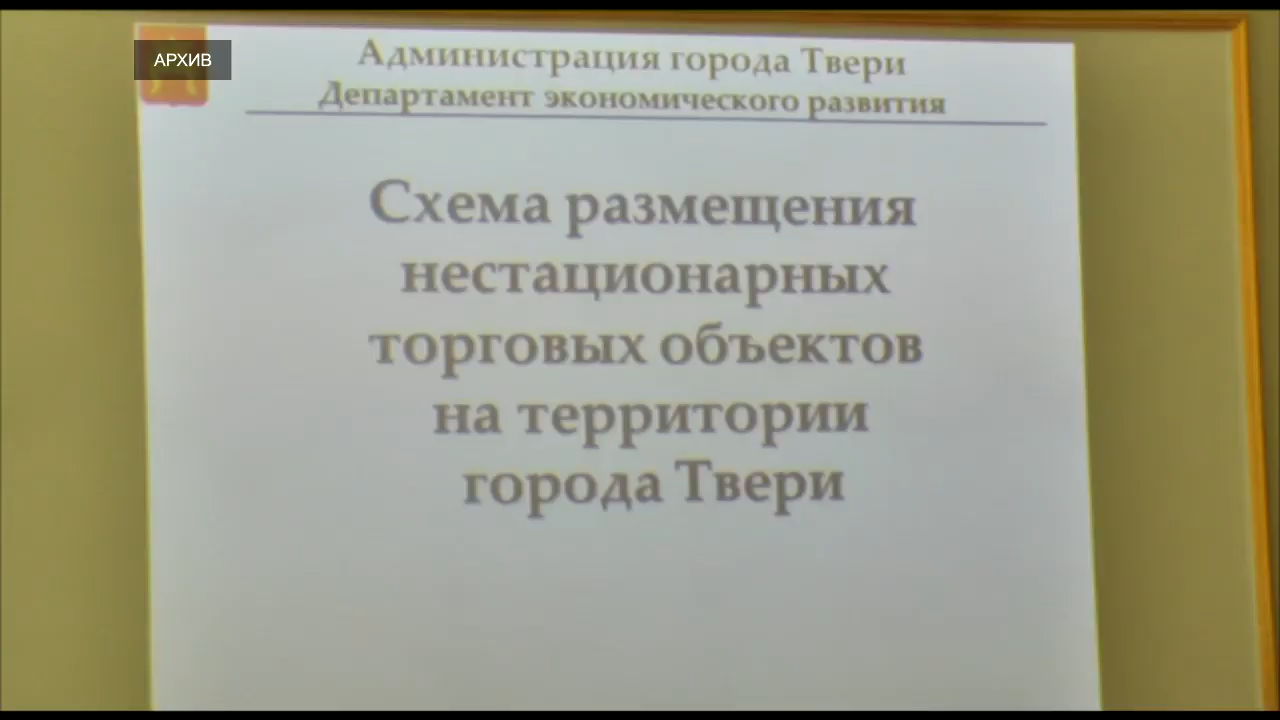 АРХИВ
Администрация города Твери
Департамент экономического развития
Схема размещения
нестационарных
торговых объектов
на территории
города Твери